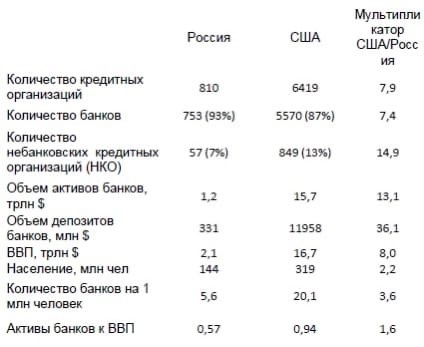 Россия США Мультипли
катор
США/Росс
ия
Количество кредитных
организаций 810 6419 7,9
Количество банков 753 (93%) 5570 (87%) 7,4
Количество
небанковских кредитных
организаций (НКО) 57 (7%) 849 (13%) 14,9
Объем активов банков,
трлн $ 1,2 15,7 13,1
Объем депозитов
банков, млн $ 331 11958 36,1
ВВП, трлн $ 2,1 16,7 8,0
Население, млн чел 144 319 2,2
Количество банков на 1
млн человек 5,6 20,1 3,6
Активы банков к ВВП 0,57 0,94 1,6